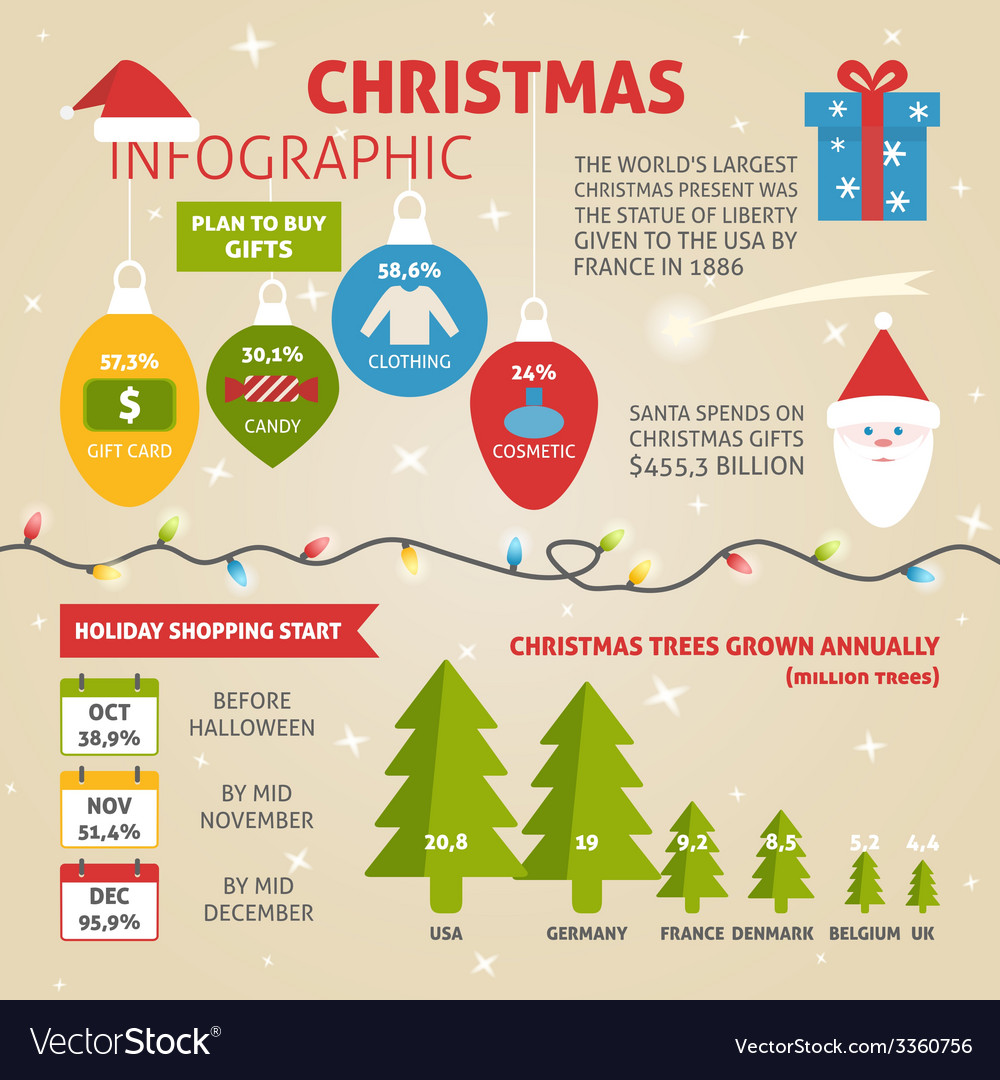 CHRISTMAS
INFOGRAPHIC
THE WORLD'S LARGEST
CHRISTMAS PRESENT WAS
THE STATUE OF LIBERTY
GIVEN TO THE USA BY
FRANCE IN 1886
PLAN TO BUY
GIFTS
57,3%
$
GIFT CARD
30,1%
CANDY
58,6%
CLOTHING
24%
COSMETIC
SANTA SPENDS ON
CHRISTMAS GIFTS
$455,3 BILLION
HOLIDAY SHOPPING START
OCT
38,9%
BEFORE
HALLOWEEN
NOV
51,4%
BY MID
NOVEMBER
DEC
95,9%
BY MID
DECEMBER
CHRISTMAS TREES GROWN ANNUALLY
(million trees)
20,8
19
9,2
8,5
5,2
4,4
USA
GERMANY
FRANCE
DENMARK
BELGIUM
UK
VectorStock®
VectorStock.com/3360756